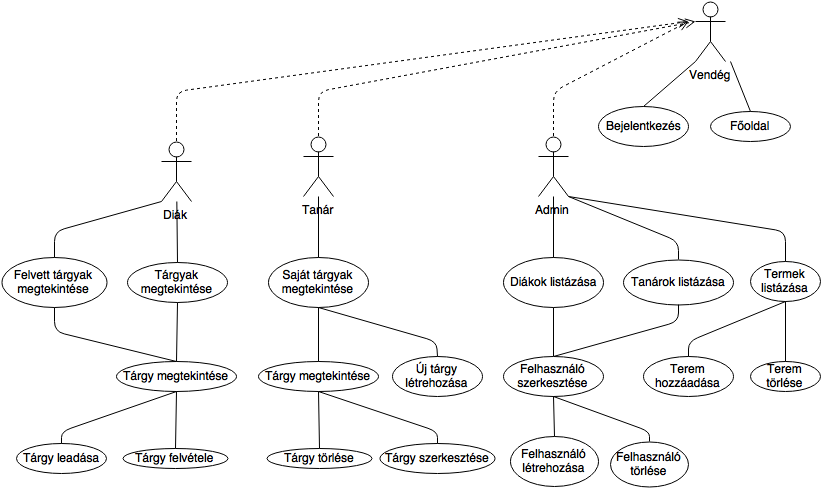 Vendég
Bejelentkezés
Főoldal
Diák
Tanár
Admin
Felvett tárgyak
megtekintése
Tárgyak
megtekintése
Saját tárgyak
megtekintése
Diákok listázása
Tanárok listázása
Termek
listázása
Tárgy megtekintése
Tárgy megtekintése
Új tárgy
létrehozása
Felhasználó
szerkesztése
Terem
hozzáadása
Terem
törlése
Tárgy leadása
Tárgy felvétele
Tárgy törlése
Tárgy szerkesztése
Felhasználó
létrehozása
Felhasználó
törlése